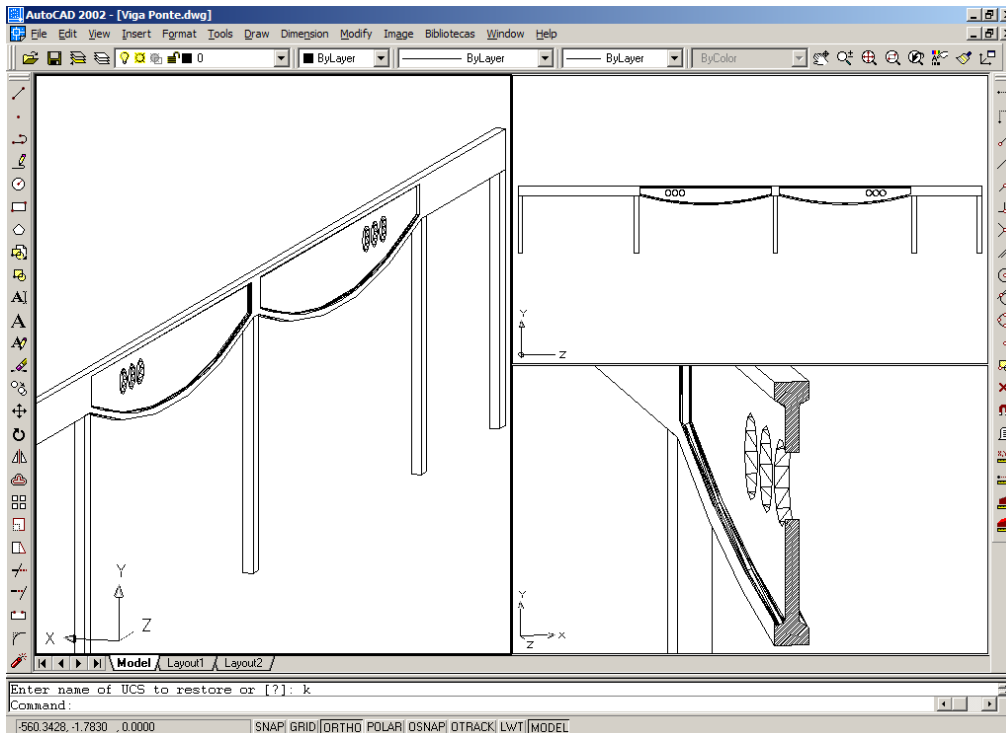 AutoCAD 2002 - [Viga Ponte.dwg]
File Edit View Insert Format Tools Draw Dimension Modify Image Bibliotecas Window Help
0 ByLayer ByLayer ByLayer ByColor
Y
Z
Y
X
Z
Y
X
Z
Model Layout1 Layout2
Enter name of UCS to restore or [?]: k
Command:
-560.3428, -1.7830 , 0.0000 SNAP GRID ORTHO POLAR OSNAP OTRACK LWT MODEL